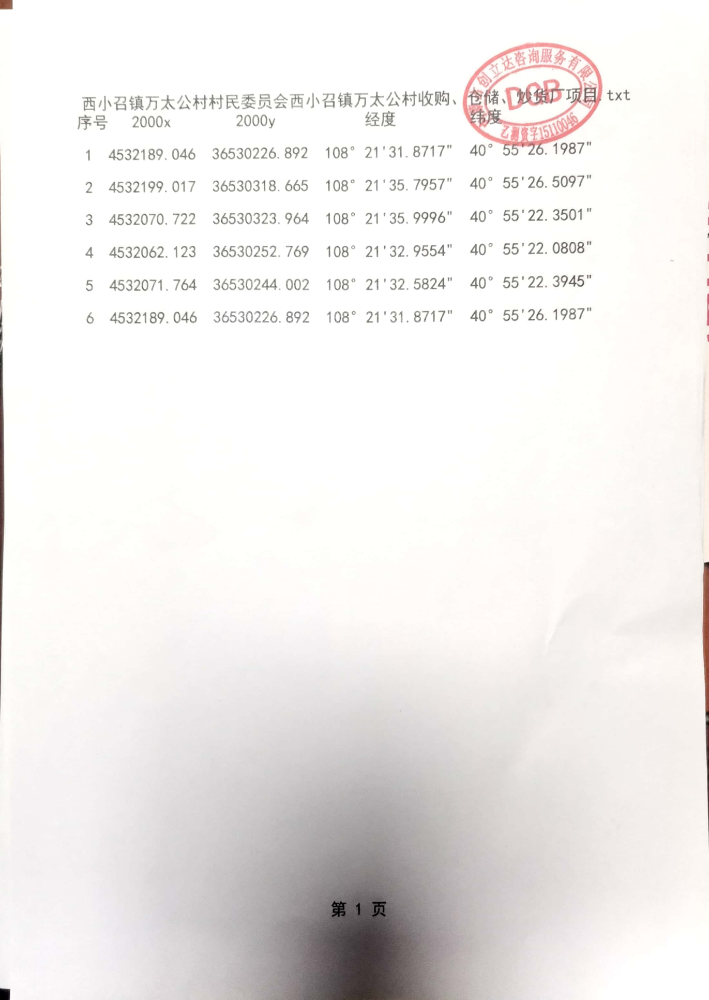 西小召镇万太公村村民委员会西小召镇万太公村收购、仓储、炒货厂项目.txt
序号 2000x 2000y 经度 纬度
1 4532189.046 36530226.892 108° 21'31.8717" 40° 55'26.1987"
2 4532199.017 36530318.665 108° 21'35.7957" 40° 55'26.5097"
3 4532070.722 36530323.964 108° 21'35.9996" 40° 55'22.3501"
4 4532062.123 36530252.769 108° 21'32.9554" 40° 55'22.0808"
5 4532071.764 36530244.002 108° 21'32.5824" 40° 55'22.3945"
6 4532189.046 36530226.892 108° 21'31.8717" 40° 55'26.1987"
创立达咨询服务有限公司
乙测资字15110046
第 1 页